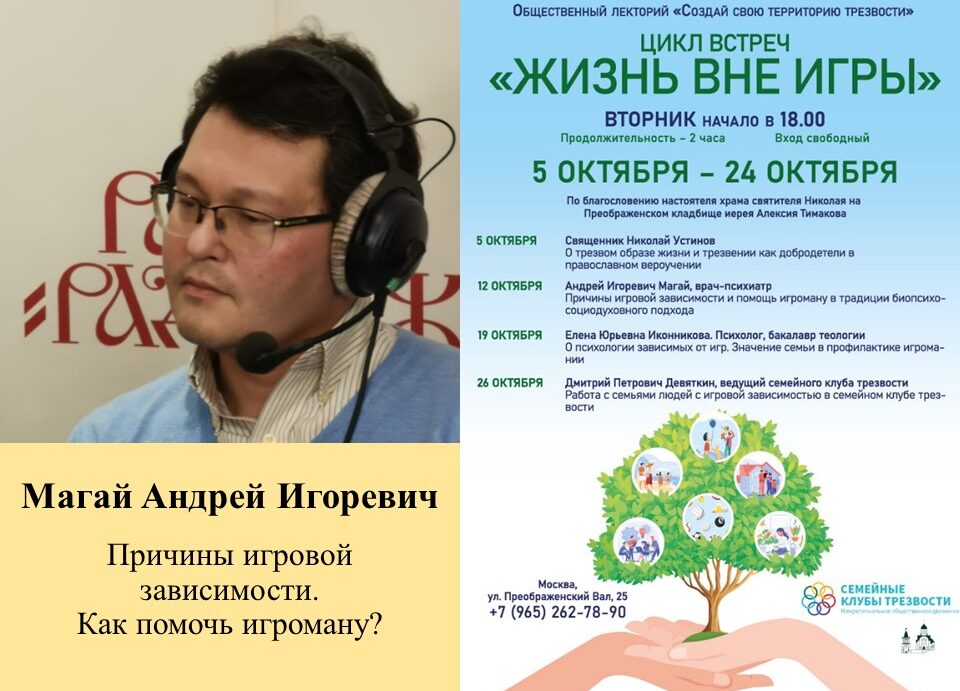 Магай Андрей Игоревич
Причины игровой
зависимости.
Как помочь игроману?
Общественный лекторий «Создай свою территорию трезвости»
ЦИКЛ ВСТРЕЧ
«ЖИЗНЬ ВНЕ ИГРЫ»
ВТОРНИК НАЧАЛО В 18.00
Продолжительность – 2 часа Вход свободный
5 ОКТЯБРЯ – 24 ОКТЯБРЯ
По благословению настоятеля храма святителя Николая на
Преображенском кладбище иерея Алексия Тимакова
5 ОКТЯБРЯ Священник Николай Устинов
О трезвом образе жизни и трезвении как добродетели в
православном вероучении
12 ОКТЯБРЯ Андрей Игоревич Магай, врач-психиатр
Причины игровой зависимости и помощь игроману в традиции биопсихо-
социодуховного подхода
19 ОКТЯБРЯ Елена Юрьевна Иконникова. Психолог, бакалавр теологии
О психологии зависимых от игр. Значение семьи в профилактике игрома-
нии
26 ОКТЯБРЯ Дмитрий Петрович Девяткин, ведущий семейного клуба трезвости
Работа с семьями людей с игровой зависимостью в семейном клубе трез-
вости
Москва,
ул. Преображенский Вал, 25
+7 (965) 262-78-90
СЕМЕЙНЫЕ
КЛУБЫ ТРЕЗВОСТИ
Межрегиональное общественное движение